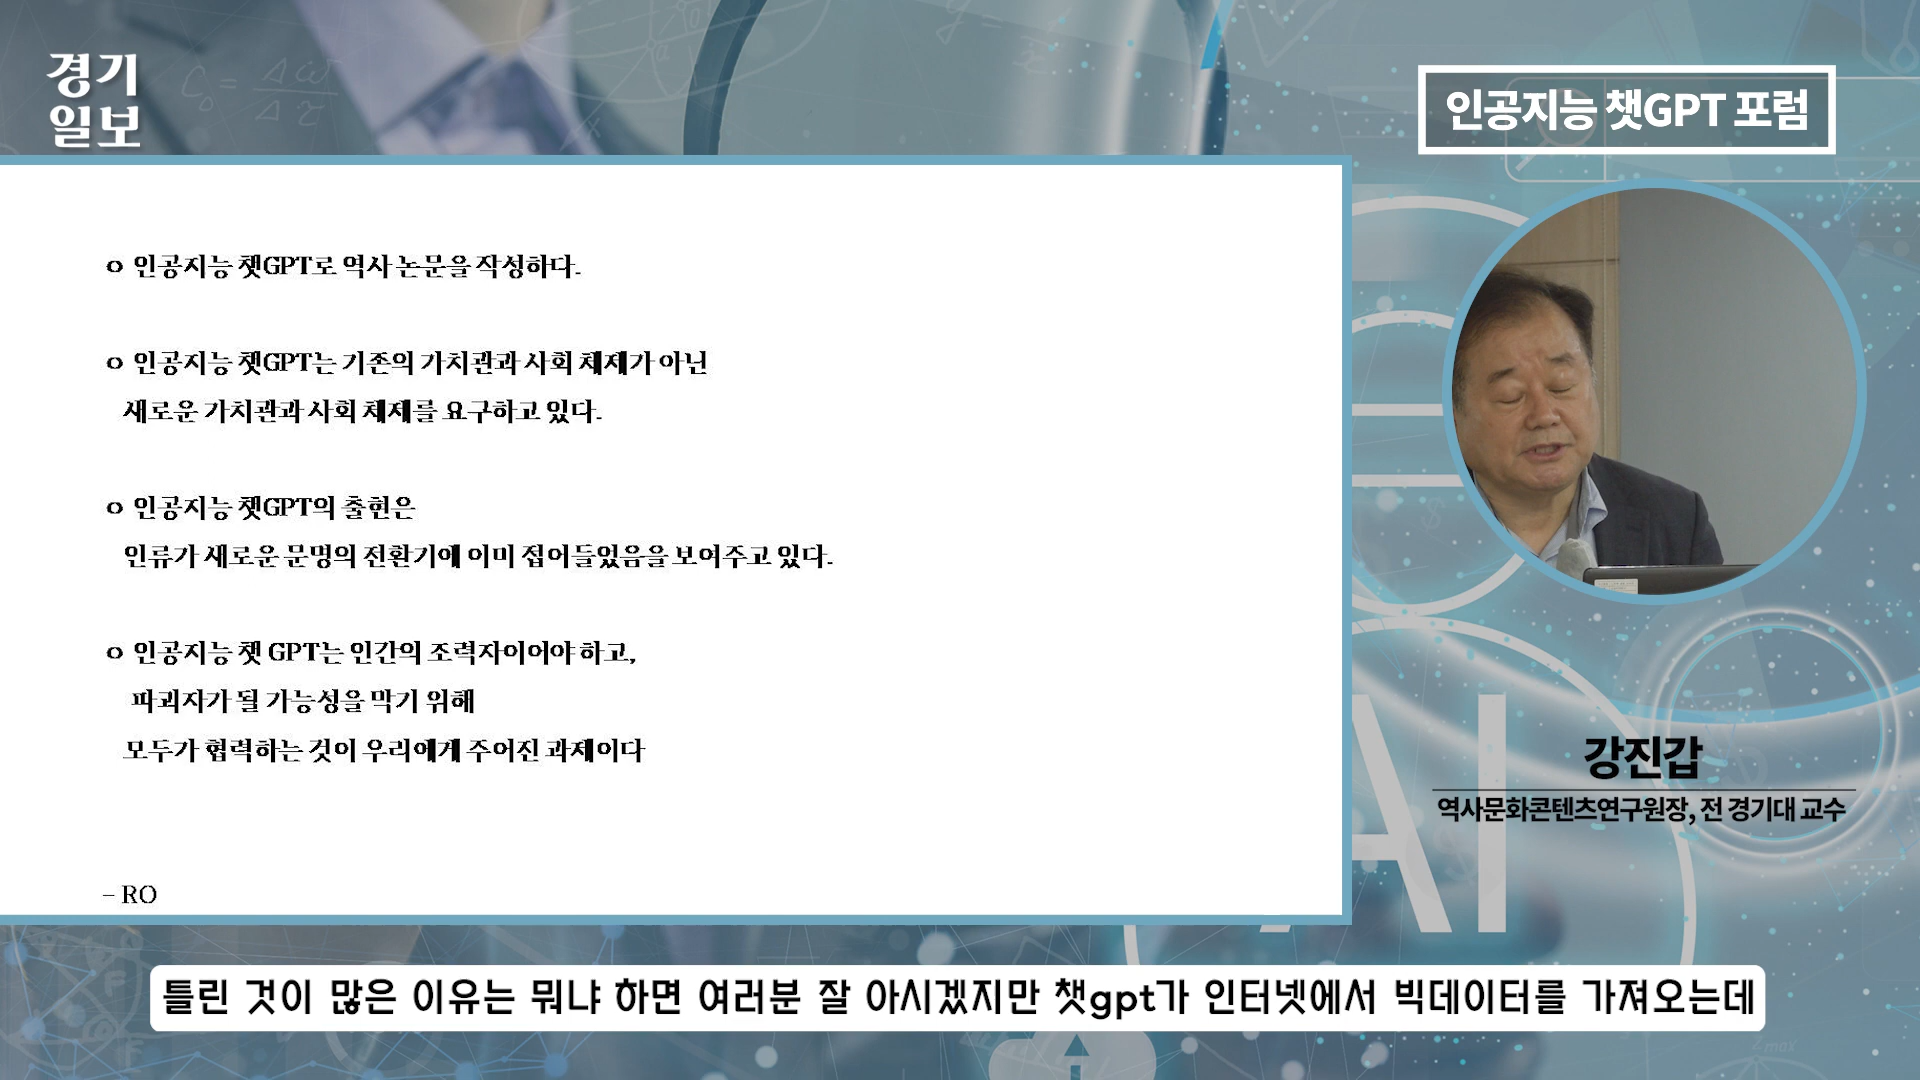 경기
일보
인공지능 챗GPT 포럼
ㅇ 인공지능 챗GPT로 역사 논문을 작성하다.
ㅇ 인공지능 챗GPT는 기존의 가치관과 사회 체제가 아닌
새로운 가치관과 사회 체제를 요구하고 있다.
ㅇ 인공지능 챗GPT의 출현은
인류가 새로운 문명의 전환기에 이미 접어들었음을 보여주고 있다.
ㅇ 인공지능 챗 GPT는 인간의 조력자이어야 하고,
파괴자가 될 가능성을 막기 위해
모두가 협력하는 것이 우리에게 주어진 과제이다
– RO
AI
강진갑
역사문화콘텐츠연구원장, 전 경기대 교수
틀린 것이 많은 이유는 뭐냐 하면 여러분 잘 아시겠지만 챗gpt가 인터넷에서 빅데이터를 가져오는데